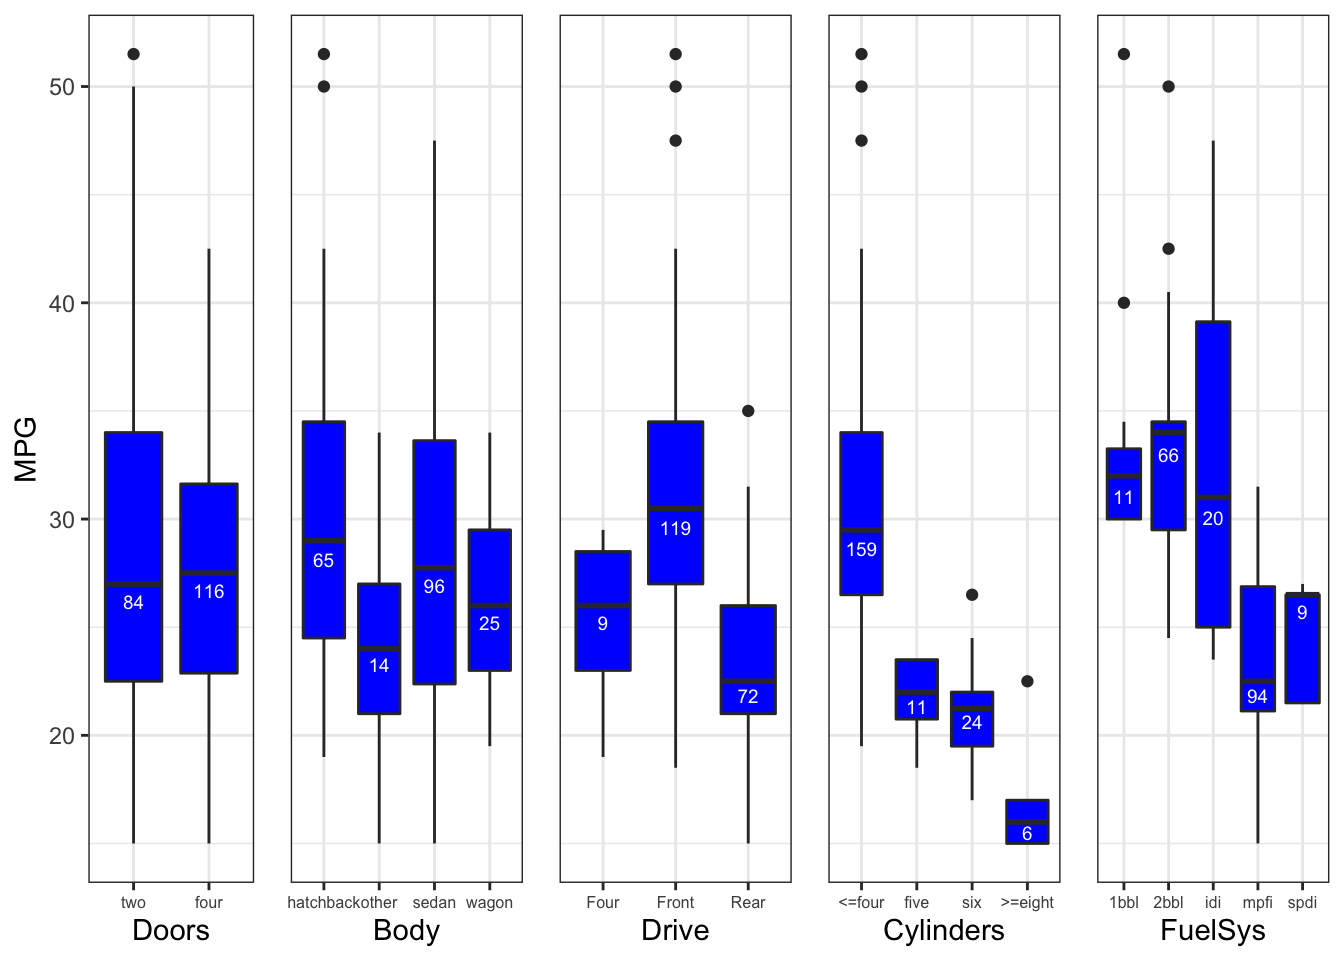 MPG
50
40
30
20
84
116
two
four
Doors
65
14
96
25
hatchback
other
sedan
wagon
Body
9
119
72
Four
Front
Rear
Drive
159
11
24
6
<=four
five
six
>=eight
Cylinders
11
66
20
94
9
1bbl
2bbl
idi
mpfi
spdi
FuelSys